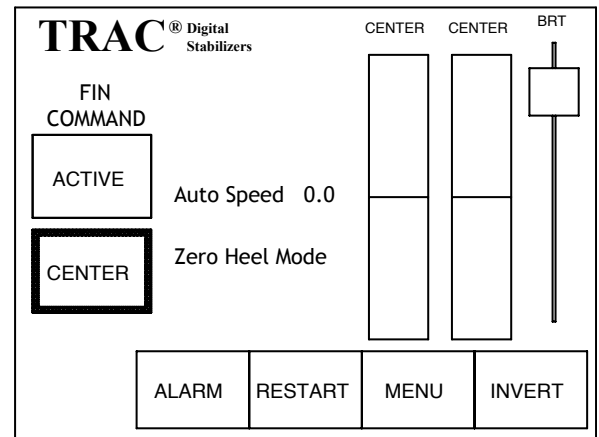 TRAC® Digital
Stabilizers
CENTER CENTER BRT
FIN
COMMAND
ACTIVE
Auto Speed 0.0
CENTER
Zero Heel Mode
ALARM RESTART MENU INVERT